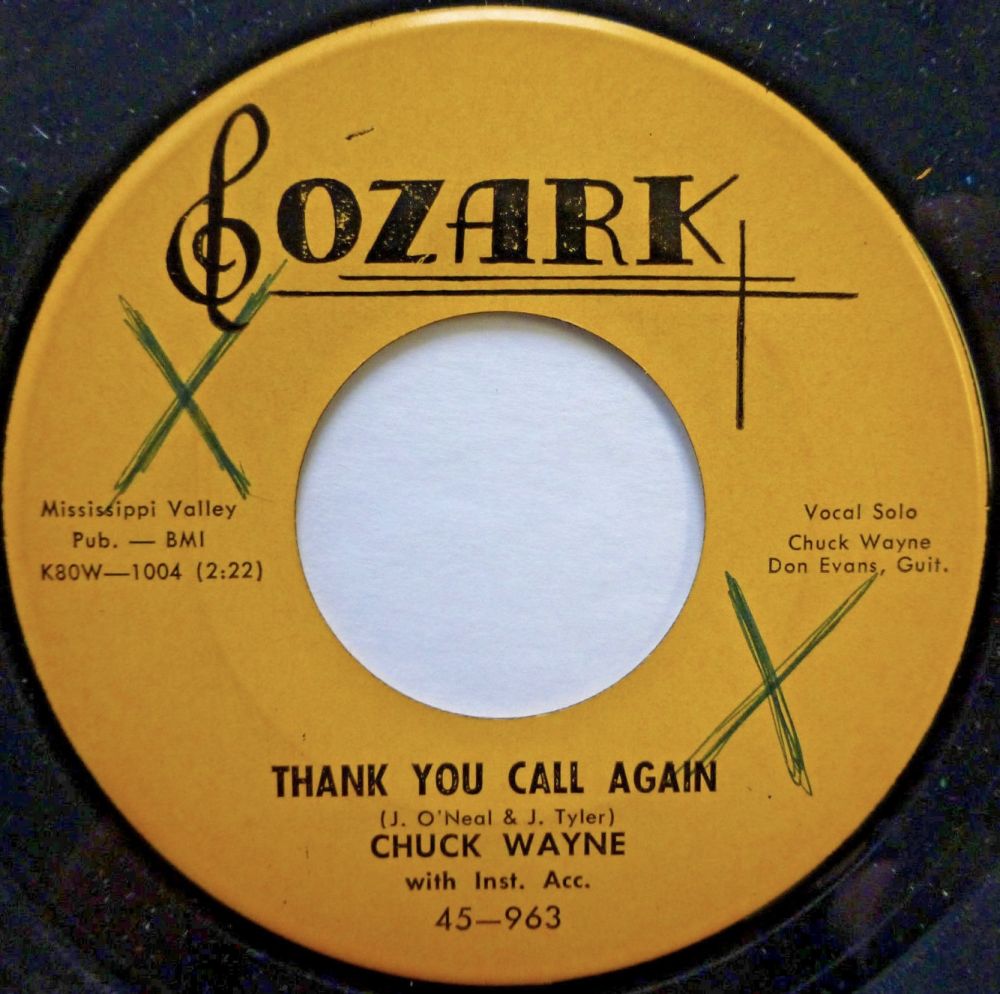 OZARK
Mississippi Valley
Pub. — BMI
K80W—1004 (2:22)
Vocal Solo
Chuck Wayne
Don Evans, Guit.
THANK YOU CALL AGAIN
(J. O'Neal & J. Tyler)
CHUCK WAYNE
with Inst. Acc.
45—963